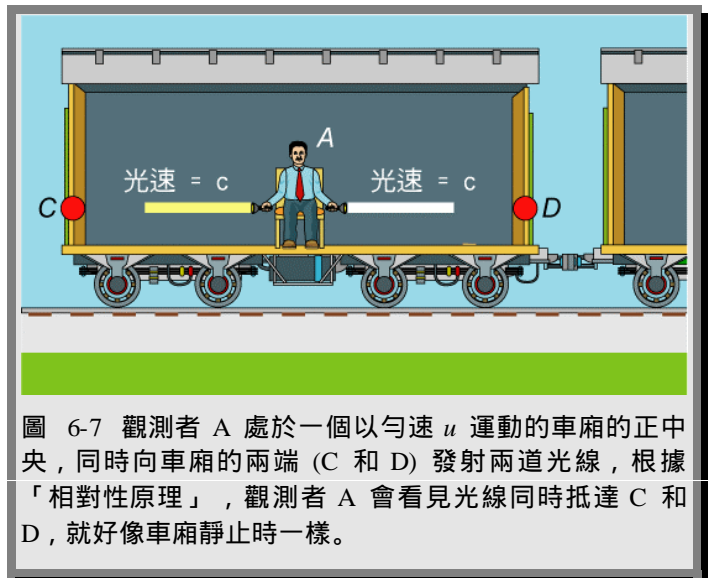 A
光速 = c 光速 = c
C D
圖 6-7 觀測者 A 處於一個以勻速 u 運動的車廂的正中
央，同時向車廂的兩端 (C 和 D) 發射兩道光線，根據
「相對性原理」，觀測者 A 會看見光線同時抵達 C 和
D，就好像車廂靜止時一樣。